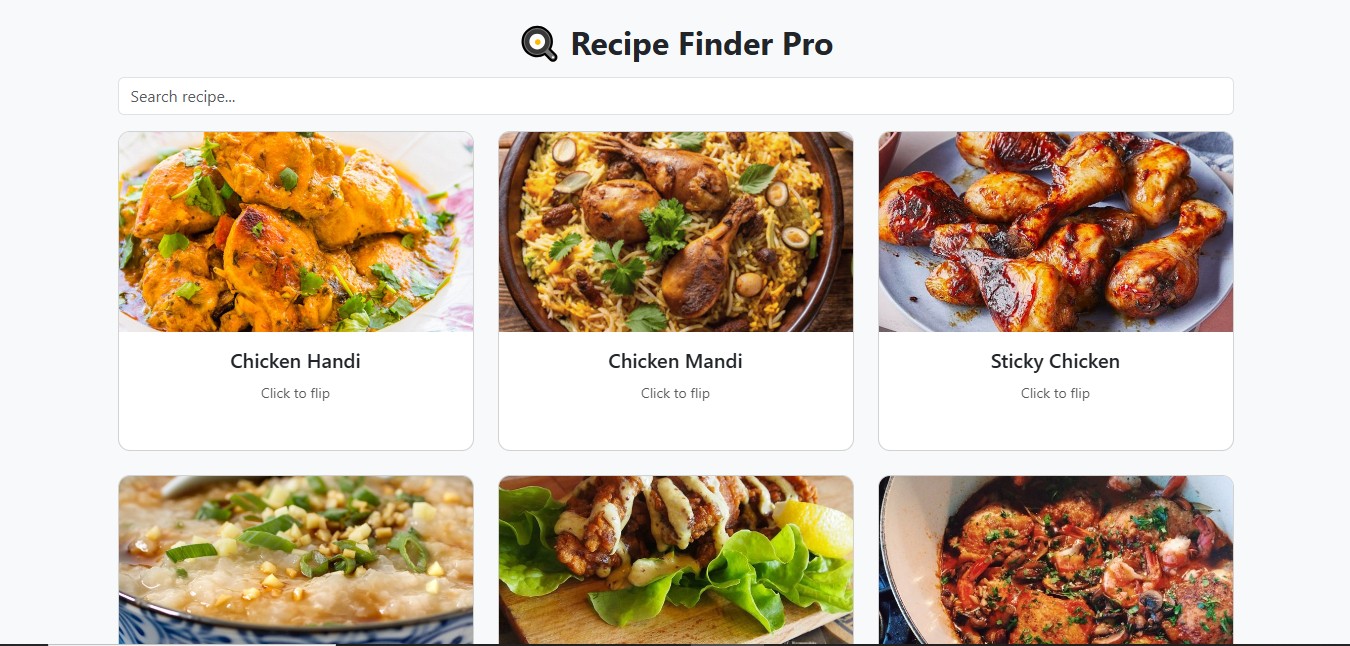 Recipe Finder Pro
Search recipe...
Chicken Handi
Chicken Mandi
Sticky Chicken
Click to flip
Click to flip
Click to flip